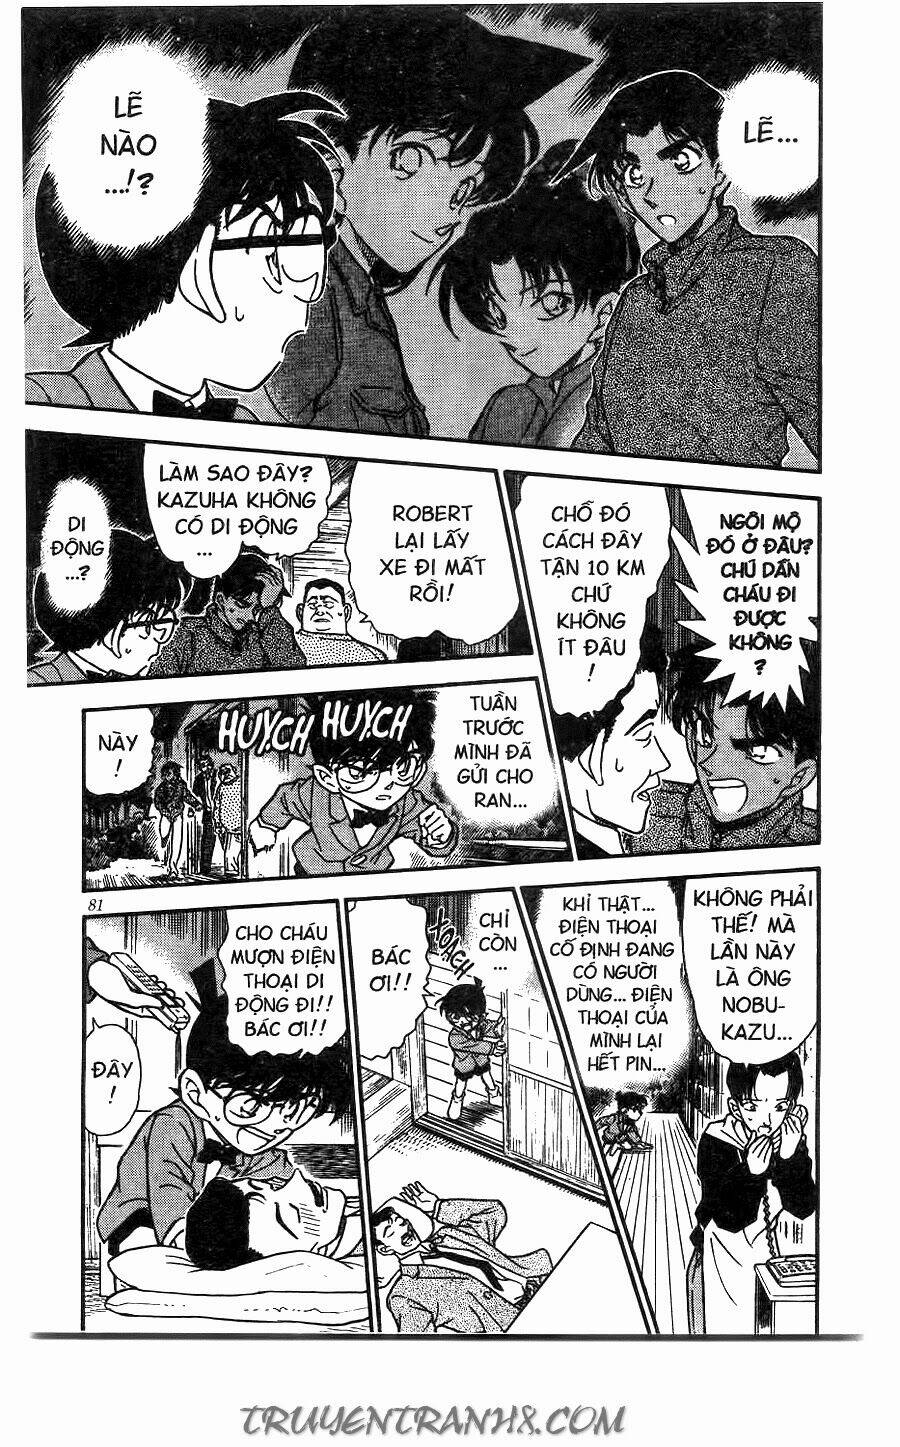 LẼ...
LẼ
NÀO
....!?
NGÔI MỘ
ĐÓ Ở ĐÂU?
CHÚ DẪN
CHÁU ĐI
ĐƯỢC
KHÔNG
?
CHỖ ĐÓ
CÁCH ĐÂY
TẬN 10 KM
CHỨ
KHÔNG
ÍT ĐÂU
!
ROBERT
LẠI LẤY
XE ĐI MẤT
RỒI!
LÀM SAO ĐÂY?
KAZUHA KHÔNG
CÓ DI ĐỘNG
...
DI
ĐỘNG
...?
TUẦN
TRƯỚC
MÌNH ĐÃ
GỬI CHO
RAN...
HUỴCH HUỴCH
NÀY
!
81
KHÔNG PHẢI
THẾ! MÀ
LẦN NÀY
LÀ ÔNG
NOBU-
KAZU...
KHỈ THẬT...
ĐIỆN THOẠI
CỐ ĐỊNH ĐANG
CÓ NGƯỜI
DÙNG... ĐIỆN
THOẠI CỦA
MÌNH LẠI
HẾT PIN...
CHỈ
CÒN
...
XOẠCH
BÁC
ƠI!!
CHO CHÁU
MƯỢN ĐIỆN
THOẠI DI
ĐỘNG ĐI!!
BÁC ƠI!!
ĐÂY
!
TRUYENTRANH8.COM